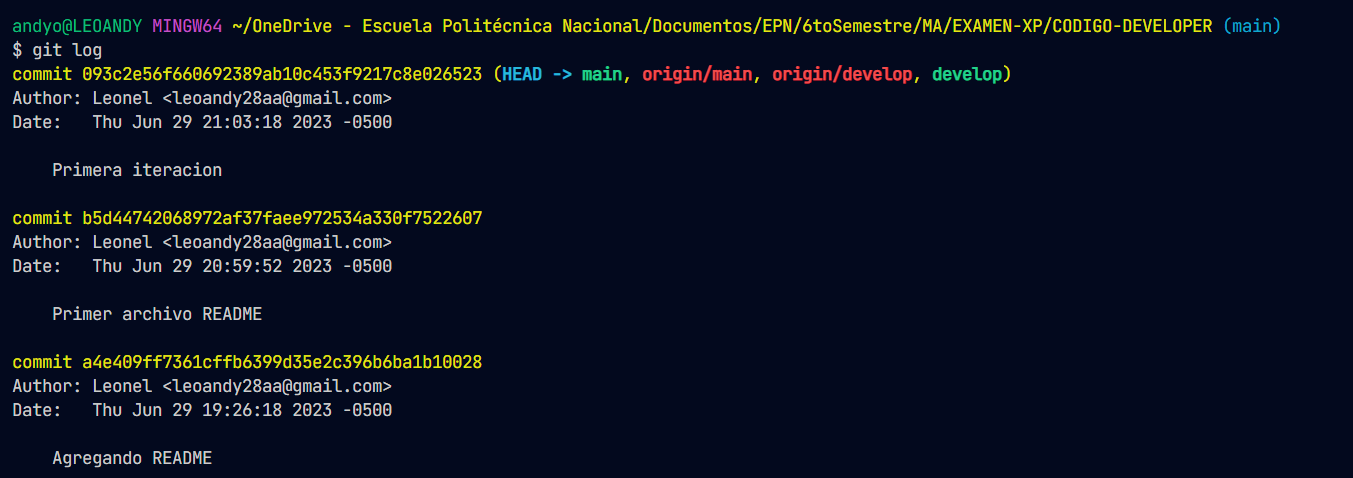 andyo@LEOANDY MINGW64 ~/OneDrive - Escuela Politécnica Nacional/Documentos/EPN/6toSemestre/MA/EXAMEN-XP/CODIGO-DEVELOPER (main)
$ git log
commit 093c2e56f660692389ab10c453f9217c8e026523 (HEAD -> main, origin/main, origin/develop, develop)
Author: Leonel <leoandy28aa@gmail.com>
Date:   Thu Jun 29 21:03:18 2023 -0500
    Primera iteracion
commit b5d44742068972af37faee972534a330f7522607
Author: Leonel <leoandy28aa@gmail.com>
Date:   Thu Jun 29 20:59:52 2023 -0500
    Primer archivo README
commit a4e409ff7361cffb6399d35e2c396b6ba1b10028
Author: Leonel <leoandy28aa@gmail.com>
Date:   Thu Jun 29 19:26:18 2023 -0500
    Agregando README